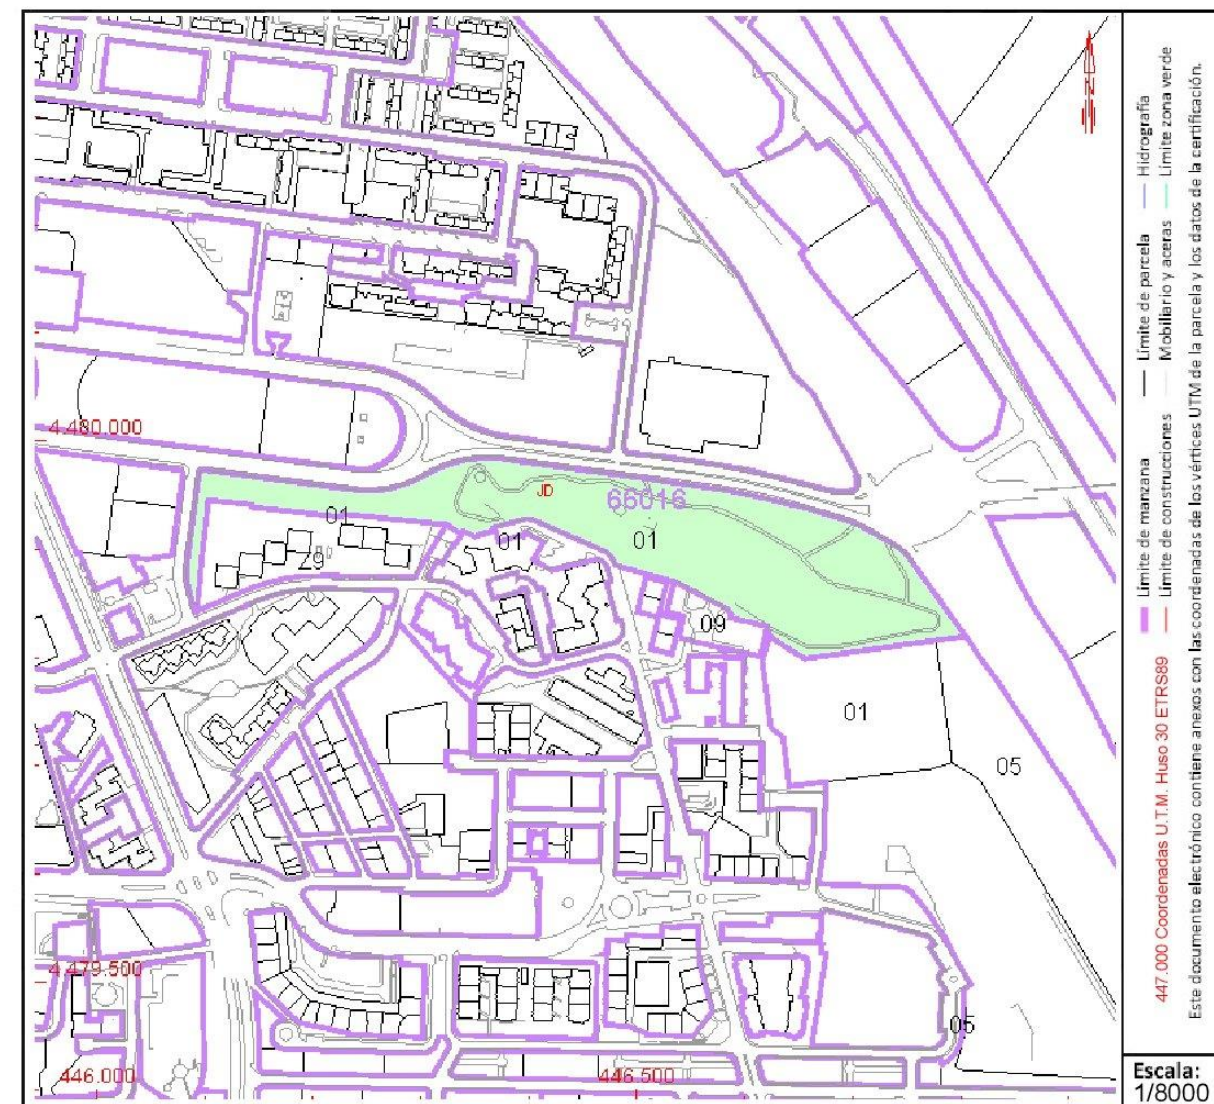 4.480.000
JD
66016
01
01
01
29
09
01
05
4.479.500
05
446.000
446.500
Límite de manzana
Límite de parcela
Hidrografía
Límite de construcciones
Mobiliario y aceras
Límite zona verde
447.000 Coordenadas U.T.M. Huso 30 ETRS89
Este documento electrónico contiene anexos con las coordenadas de los vértices UTM de la parcela y los datos de la certificación.
Escala:
1/8000